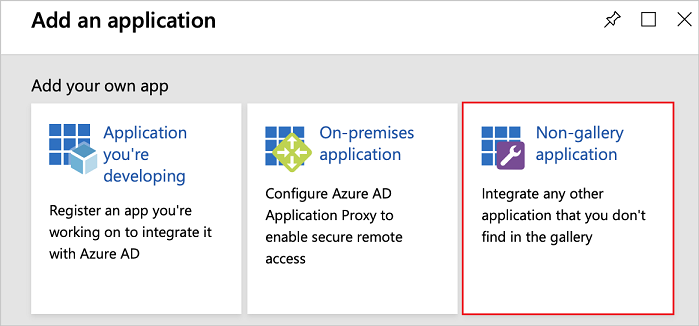 Add an application
Add your own app
Application
you're
developing
Register an app you're
working on to integrate it
with Azure AD
On-premises
application
Configure Azure AD
Application Proxy to
enable secure remote
access
Non-gallery
application
Integrate any other
application that you don't
find in the gallery